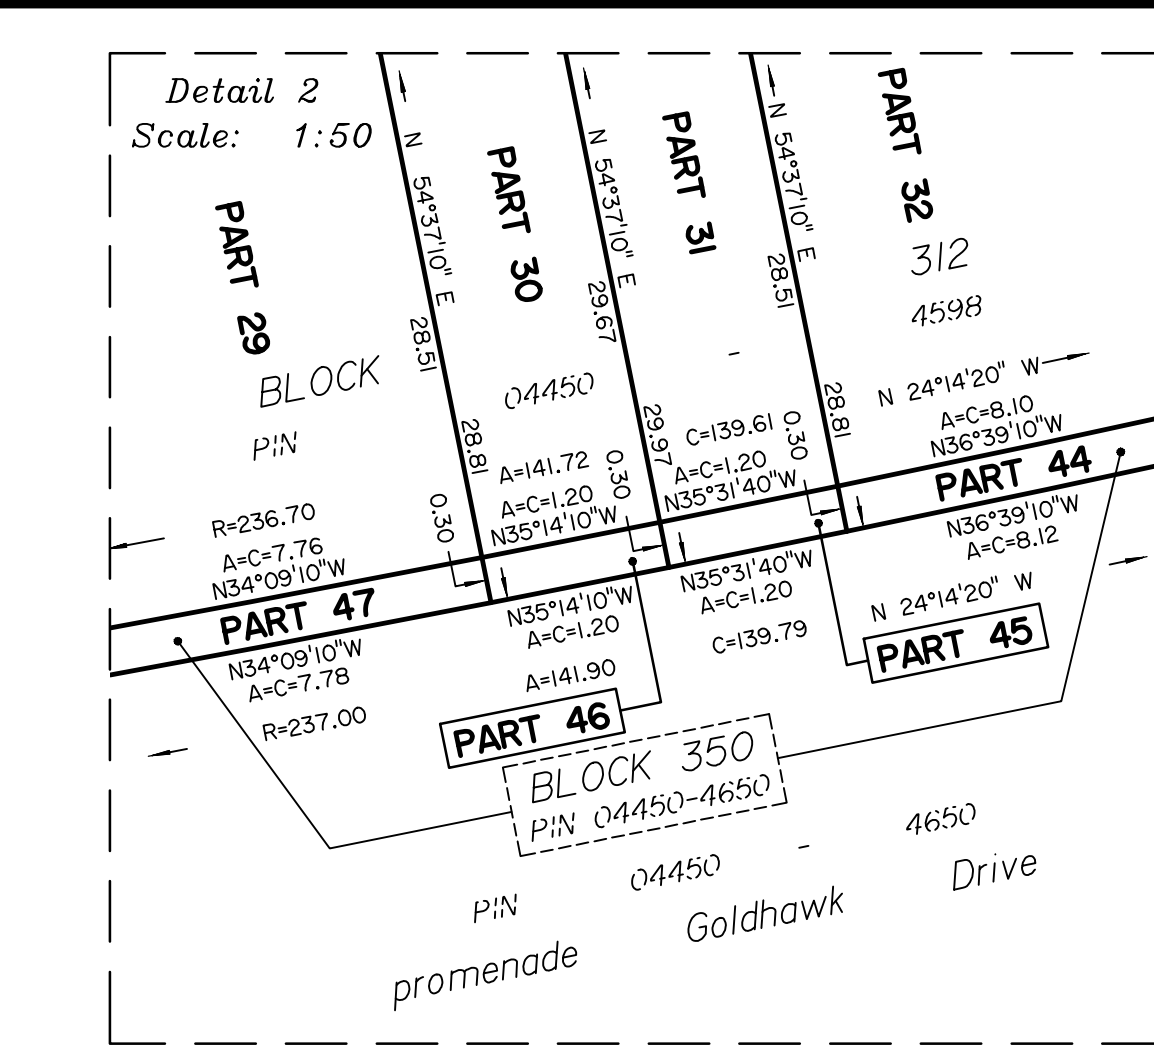 Detail 2
Scale: 1:50
PART 29
PART 30
PART 31
PART 32
N 54°37'10" E
28.51
28.81
N 54°37'10" E
29.67
29.97
N 54°37'10" E
28.51
28.81
312
4598
BLOCK
04450
-
PIN
N 24°14'20" W
R=236.70
A=C=7.76
N34°09'10"W
0.30
A=141.72
A=C=1.20
N35°14'10"W
0.30
C=139.61
A=C=1.20
N35°31'40"W
0.30
A=C=8.10
N36°39'10"W
PART 47
PART 44
N34°09'10"W
A=C=7.78
R=237.00
N35°14'10"W
A=C=1.20
A=141.90
N35°31'40"W
A=C=1.20
C=139.79
N36°39'10"W
A=C=8.12
N 24°14'20" W
PART 46
PART 45
BLOCK 350
PIN 04450-4650
PIN 04450 - 4650
promenade Goldhawk Drive